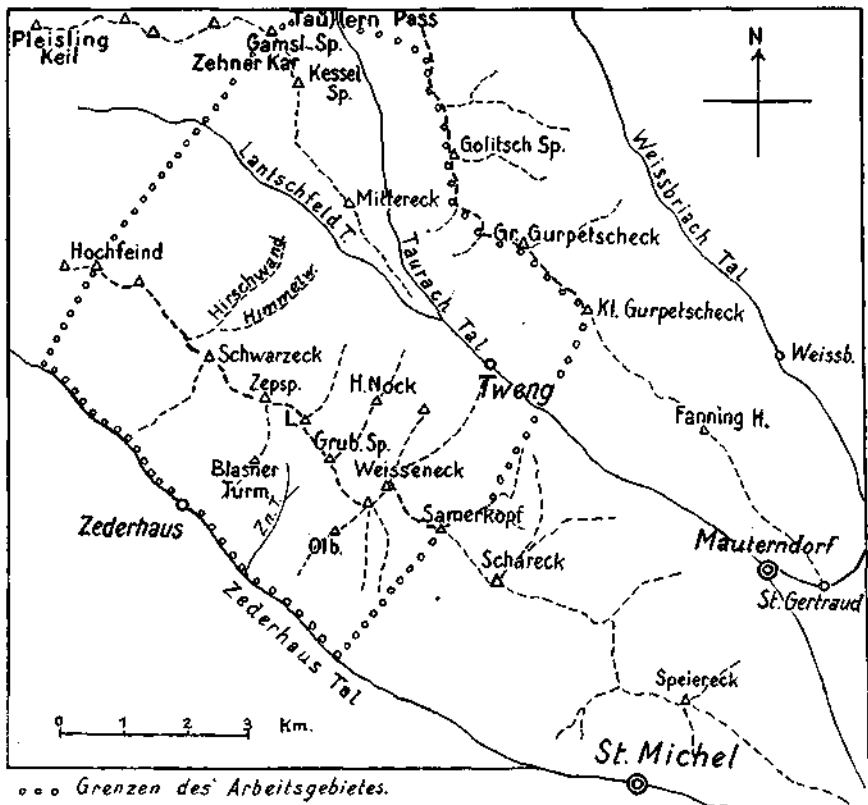 Taülern Pass
Pleisling
Keil
Gamsl-Sp.
Zehner Kar
Kessel
Sp.
N
Golitsch Sp.
Weissbriach Tal
Lantschfeld T.
Mittereck
Taurach Tal
Gr. Gurpetscheck
Hochfeind
Hirschwand
Himmelw.
Kl. Gurpetscheck
Schwarzeck
Weissb.
Tweng
Zepsp.
H. Nock
L.
Fanning H.
Grub. Sp.
Blasner
Turm.
Weisseneck
Zn. T.
Zederhaus
Samerkopf
Olb.
Schareck
Mauterndorf
St. Gertraud
Zederhaus Tal
Speiereck
0 1 2 3 Km.
St. Michel
Grenzen des Arbeitsgebietes.